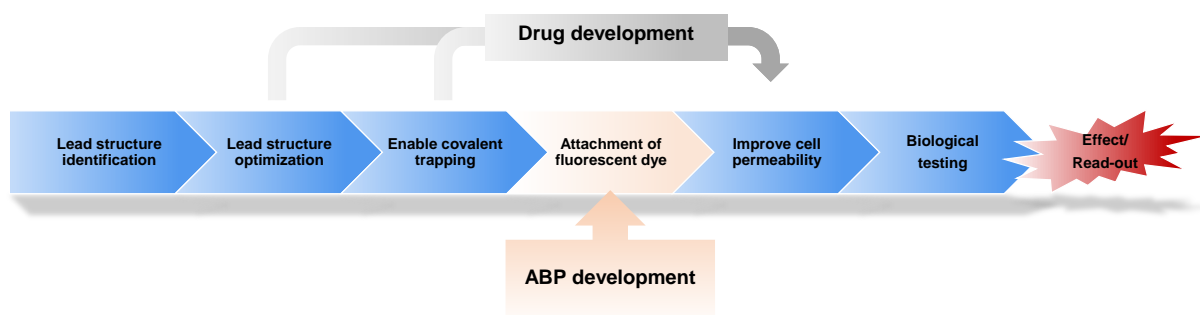 Drug development
Lead structure
identification
Lead structure
optimization
Enable covalent
trapping
Attachment of
fluorescent dye
Improve cell
permeability
Biological
testing
Effect/
Read-out
ABP development